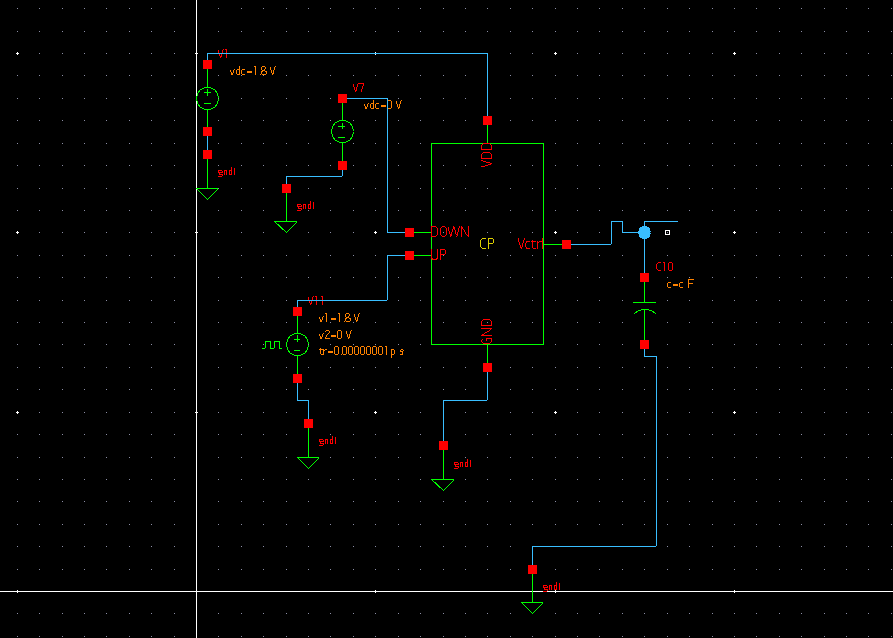 V1
vdc=1.8 V
gnd!
V7
vdc=0 V
gnd!
VDD
DOWN
UP
CP
Vctrl
GND
V11
v1=1.8 V
v2=0 V
tr=0.00000001p s
gnd!
gnd!
C10
c=c F
gnd!